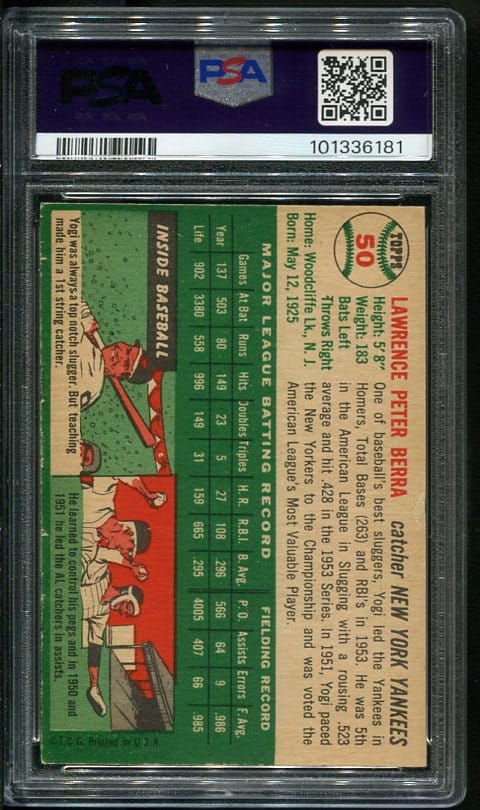 PSA
PSA
101336181
TOPPS
50
LAWRENCE PETER BERRA catcher NEW YORK YANKEES
Height: 5' 8"
Weight: 183
Bats Left
Throws Right
Home: Woodcliffe Lk., N. J.
Born: May 12, 1925
One of baseball's best sluggers, Yogi led the Yankees in
Homers, Total Bases (263) and RBI's in 1953. He was 5th
in the American League in Slugging with a rousing .523
average and hit .428 in the 1953 Series. In 1951, Yogi paced
the New Yorkers to the Championship and was voted the
American League's Most Valuable Player.
MAJOR LEAGUE BATTING RECORD FIELDING RECORD
Games At Bat Runs Hits Doubles Triples H.R. R.B.I. B. Avg. P. O. Assists Errors F. Avg.
Year 137 503 80 149 23 5 27 108 .296 566 64 9 .986
Life 902 3380 558 996 149 31 159 665 .295 4005 407 66 .985
INSIDE BASEBALL
Yogi was always a top notch slugger. But teaching
made him a 1st string catcher.
He learned to control his pegs and in 1950 and
1951 he led the AL catchers in assists.
© T. C. G. Printed in U.S.A.